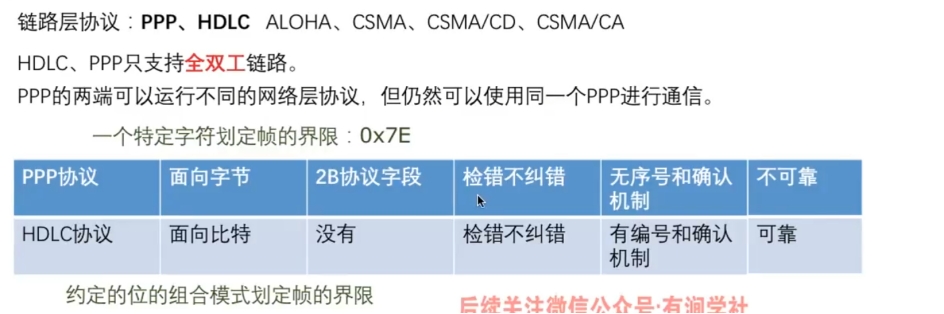 链路层协议：PPP、HDLC ALOHA、CSMA、CSMA/CD、CSMA/CA
HDLC、PPP只支持全双工链路。
PPP的两端可以运行不同的网络层协议，但仍然可以使用同一个PPP进行通信。
一个特定字符划定帧的界限：0x7E
PPP协议 面向字节 2B协议字段 检错不纠错 无序号和确认机制 不可靠
HDLC协议 面向比特 没有 检错不纠错 有编号和确认机制 可靠
约定的位的组合模式划定帧的界限
后续关注微信公众号:有涧学社